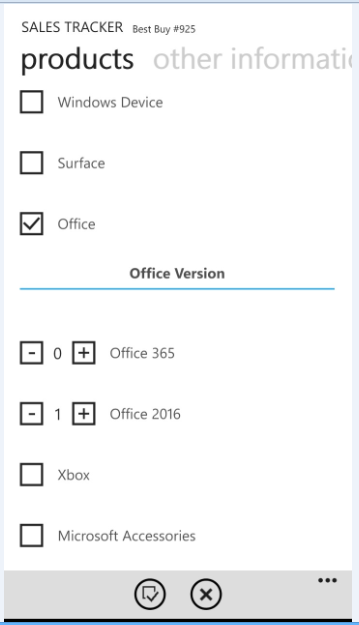 SALES TRACKER Best Buy #925
products other informati
Windows Device
Surface
Office
Office Version
- 0 + Office 365
- 1 + Office 2016
Xbox
Microsoft Accessories